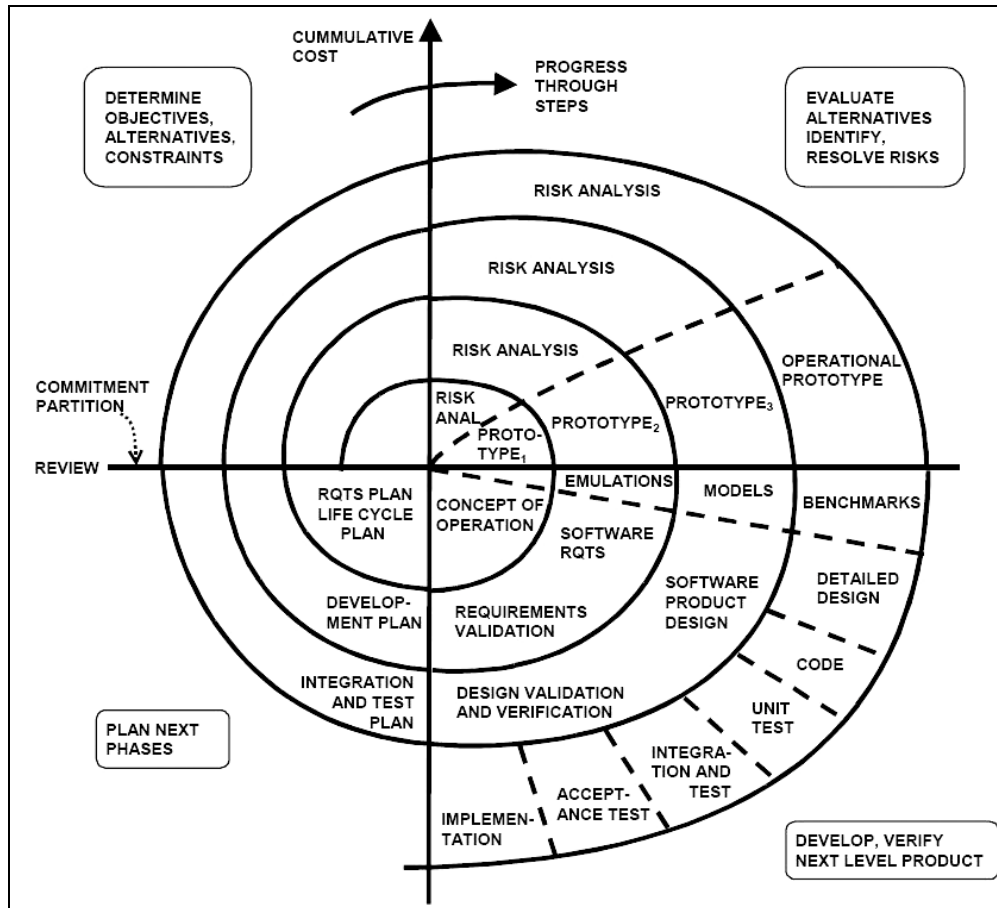 CUMMULATIVE
COST
PROGRESS
THROUGH
STEPS
DETERMINE
OBJECTIVES,
ALTERNATIVES,
CONSTRAINTS
EVALUATE
ALTERNATIVES
IDENTIFY,
RESOLVE RISKS
RISK ANALYSIS
RISK ANALYSIS
RISK ANALYSIS
RISK
ANAL
PROTO-
TYPE1
PROTOTYPE2
PROTOTYPE3
OPERATIONAL
PROTOTYPE
COMMITMENT
PARTITION
REVIEW
RQTS PLAN
LIFE CYCLE
PLAN
CONCEPT OF
OPERATION
EMULATIONS
MODELS
BENCHMARKS
SOFTWARE
RQTS
SOFTWARE
PRODUCT
DESIGN
DETAILED
DESIGN
DEVELOP-
MENT PLAN
REQUIREMENTS
VALIDATION
CODE
INTEGRATION
AND TEST
PLAN
DESIGN VALIDATION
AND VERIFICATION
UNIT
TEST
PLAN NEXT
PHASES
INTEGRA-
TION AND
TEST
ACCEPT-
ANCE TEST
IMPLEMEN-
TATION
DEVELOP, VERIFY
NEXT LEVEL PRODUCT